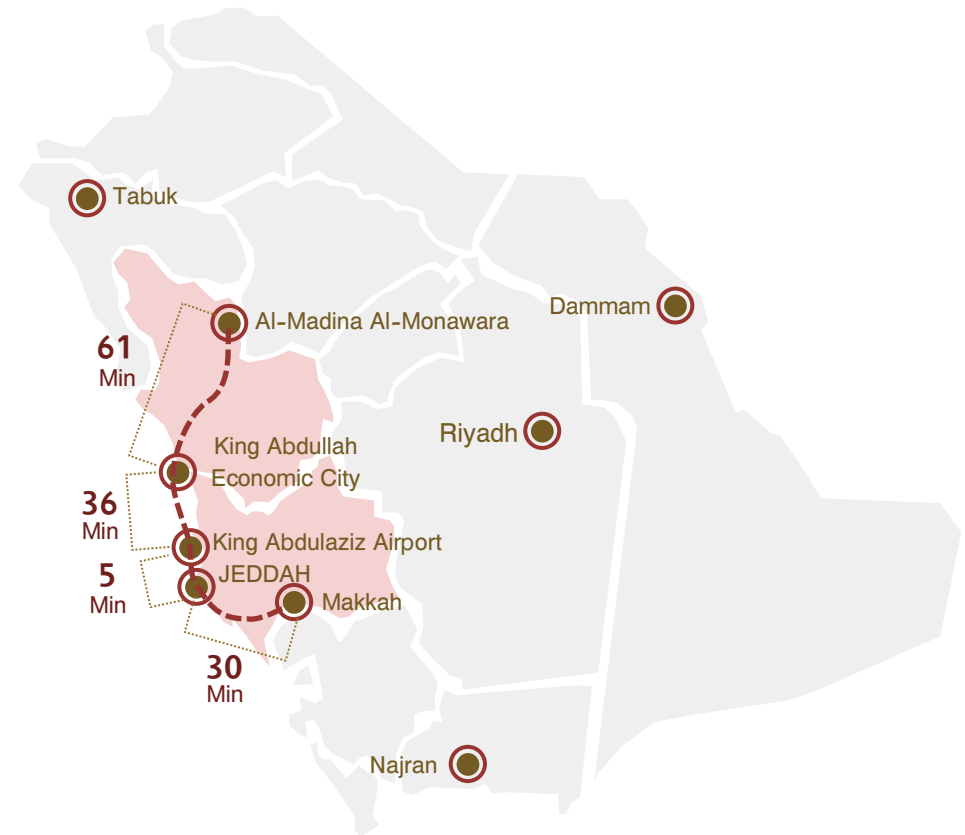 Tabuk
Dammam
Al-Madina Al-Monawara
61
Min
Riyadh
King Abdullah
Economic City
36
Min
King Abdulaziz Airport
5
Min
JEDDAH
Makkah
30
Min
Najran